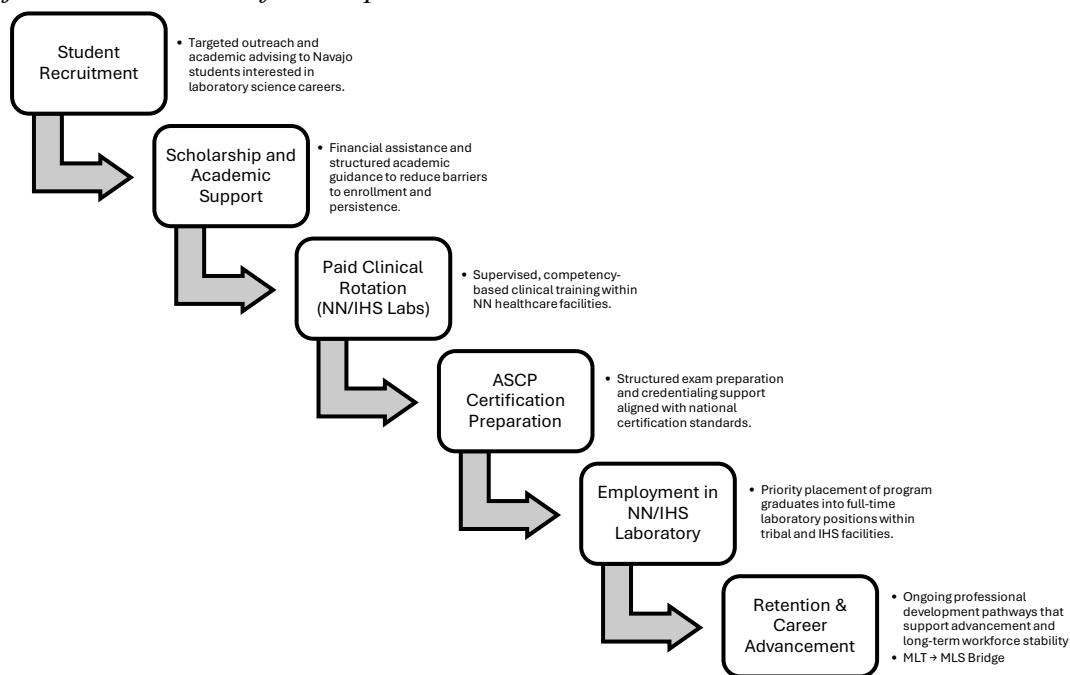 Student
Recruitment
• Targeted outreach and
academic advising to Navajo
students interested in
laboratory science careers.
Scholarship and
Academic
Support
• Financial assistance and
structured academic
guidance to reduce barriers
to enrollment and
persistence.
Paid Clinical
Rotation
(NN/IHS Labs)
• Supervised, competency-
based clinical training within
NN healthcare facilities.
ASCP
Certification
Preparation
• Structured exam preparation
and credentialing support
aligned with national
certification standards.
Employment in
NN/IHS
Laboratory
• Priority placement of program
graduates into full-time
laboratory positions within
tribal and IHS facilities.
Retention &
Career
Advancement
• Ongoing professional
development pathways that
support advancement and
long-term workforce stability
• MLT → MLS Bridge